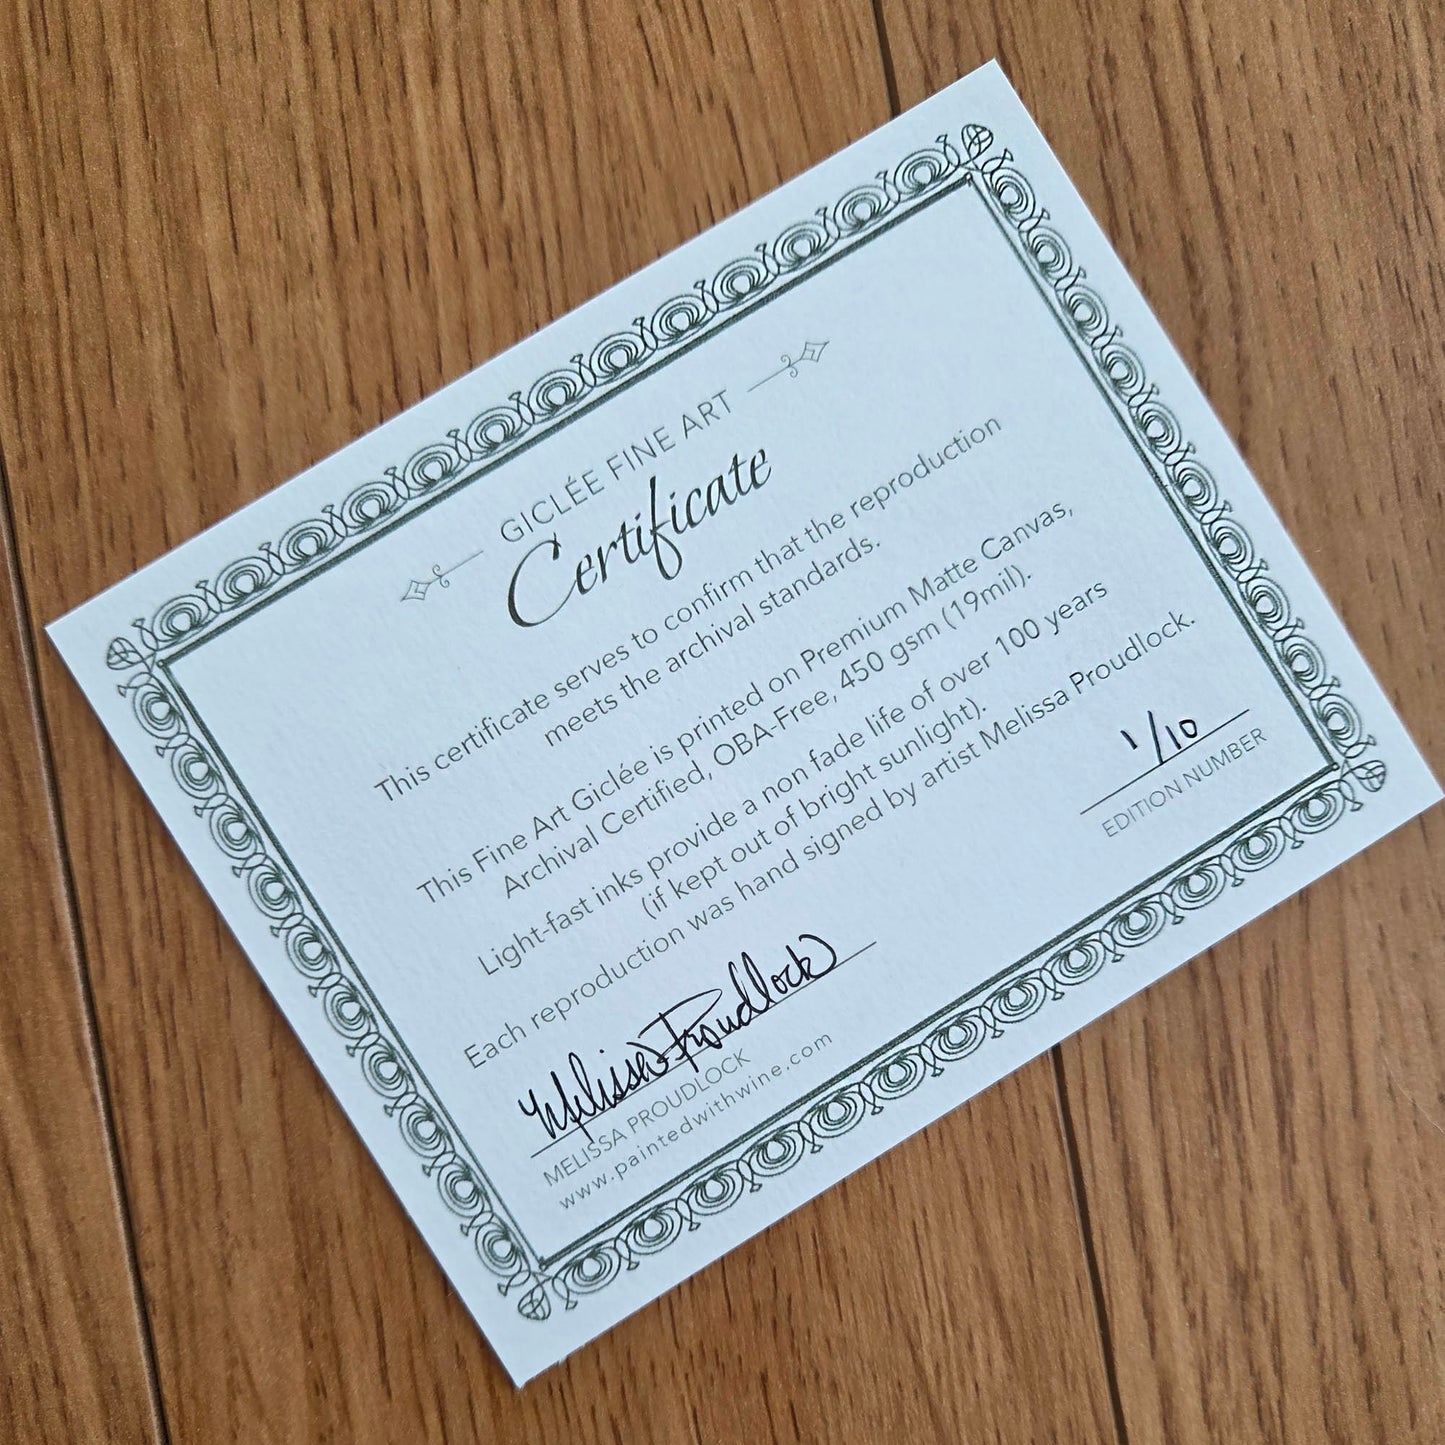 GICLÉE FINE ART
Certificate
This certificate serves to confirm that the reproduction
meets the archival standards.
This Fine Art Giclée is printed on Premium Matte Canvas,
Archival Certified, OBA-Free, 450 gsm (19mil).
Light-fast inks provide a non fade life of over 100 years
(if kept out of bright sunlight).
Each reproduction was hand signed by artist Melissa Proudlock.
Melissa Proudlock
MELISSA PROUDLOCK
www.paintedwithwine.com
1/10
EDITION NUMBER